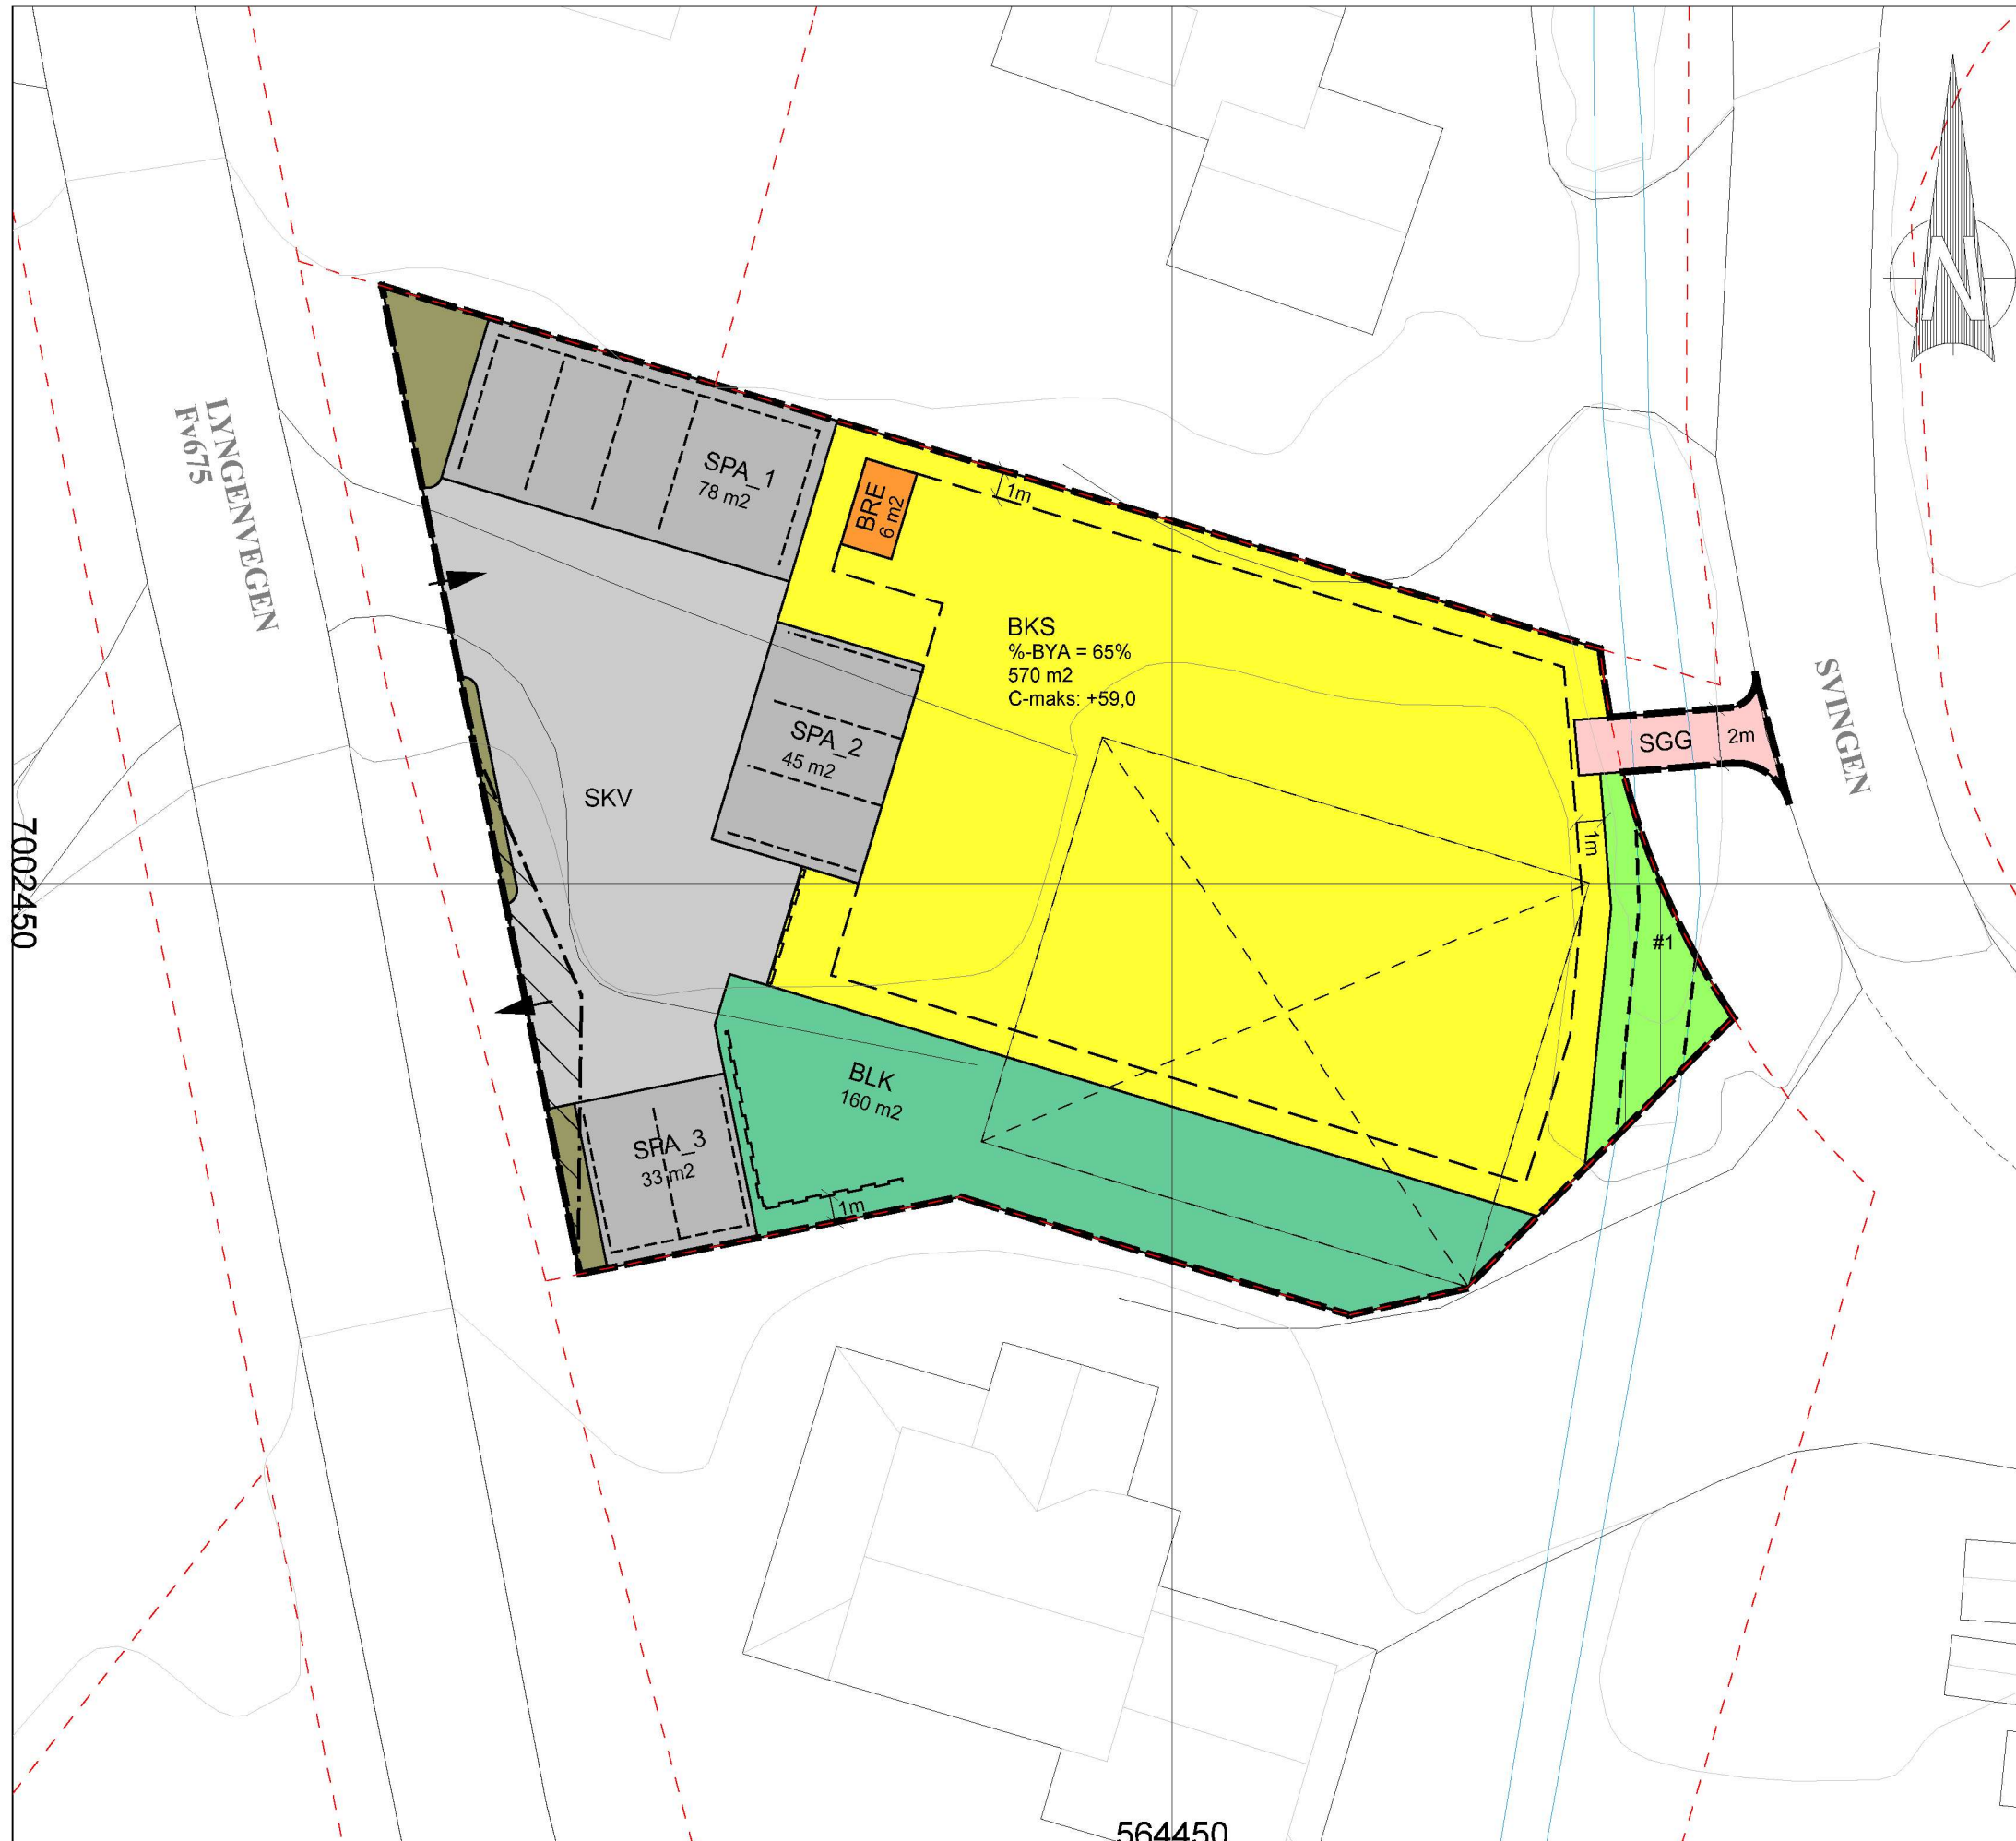 N
LYNGENVEGEN
Fv675
SPA_1
78 m2
BRE
6 m2
1m
BKS
%-BYA = 65%
570 m2
C-maks: +59,0
SGG
2m
SVINGEN
SPA_2
45 m2
SKV
1m
7002450
#1
BLK
160 m2
SPA_3
33 m2
1m
564450